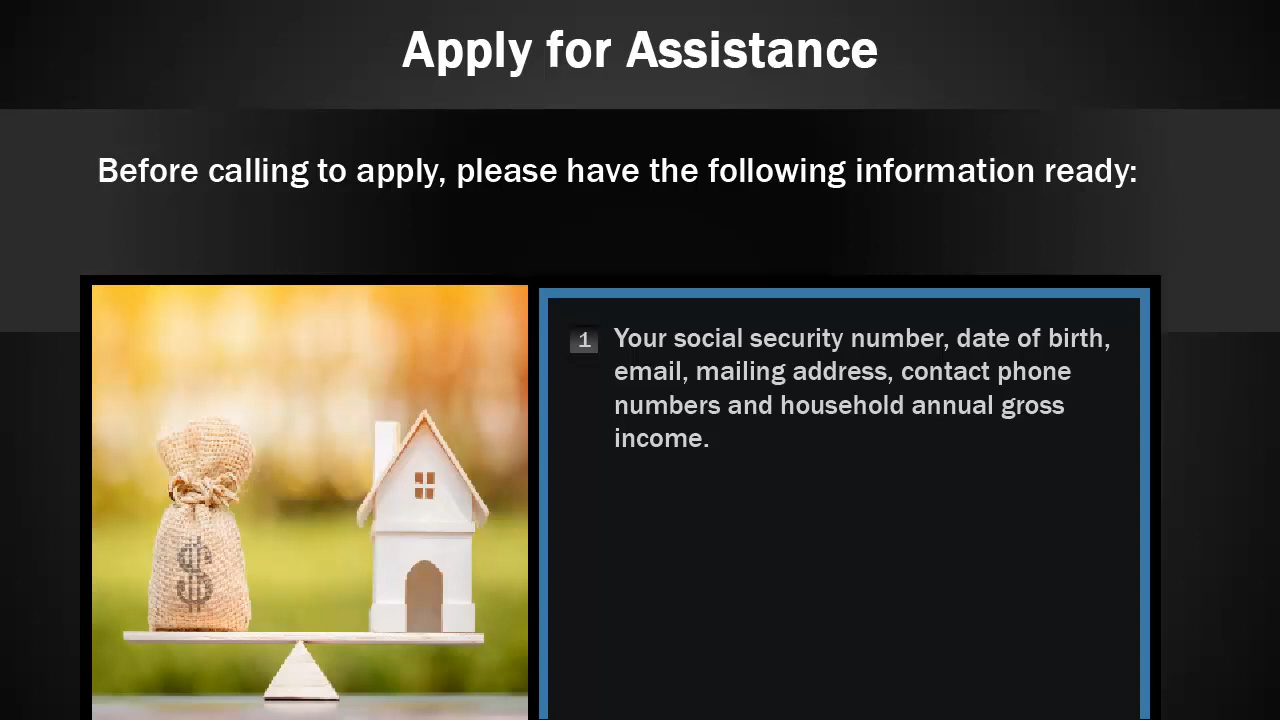 Apply for Assistance
Before calling to apply, please have the following information ready:
1 Your social security number, date of birth,
email, mailing address, contact phone
numbers and household annual gross
income.
$